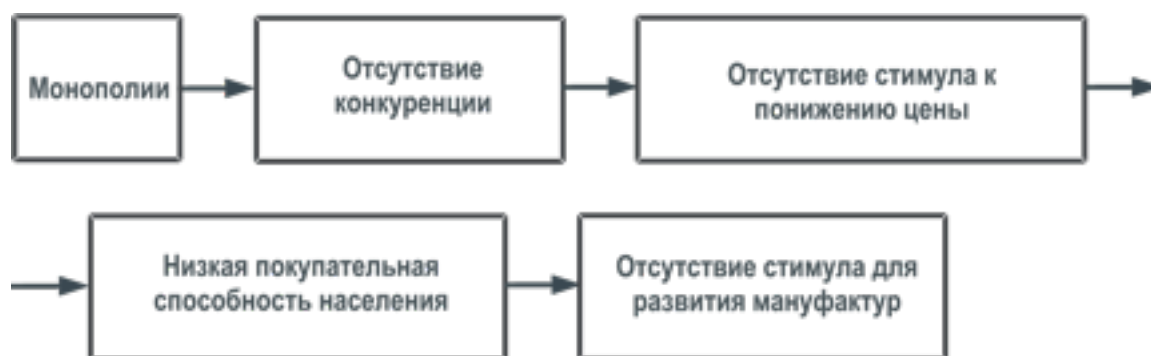 Монополии
Отсутствие
конкуренции
Отсутствие стимула к
понижению цены
Низкая покупательная
способность населения
Отсутствие стимула для
развития мануфактур